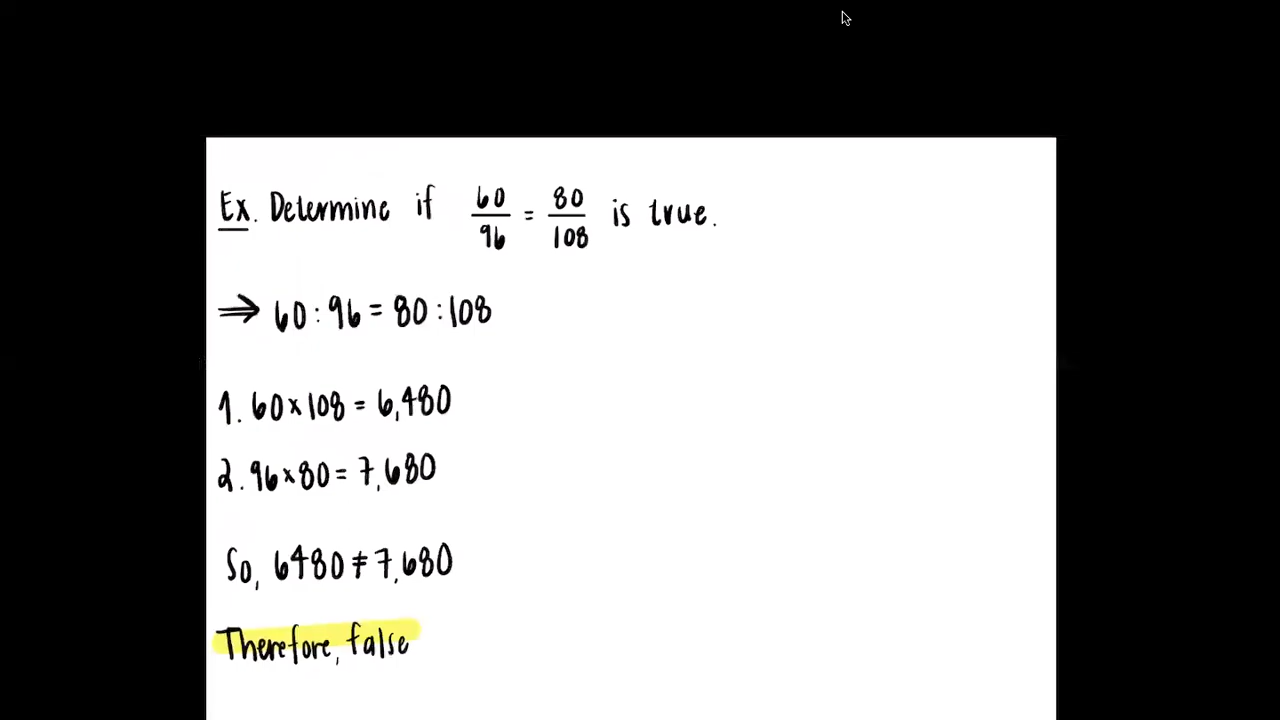 Ex. Determine if 60/96 = 80/108 is true.
⇒ 60:96 = 80:108
1. 60×108 = 6,480
2. 96×80 = 7,680
So, 6480 ≠ 7,680
Therefore, false